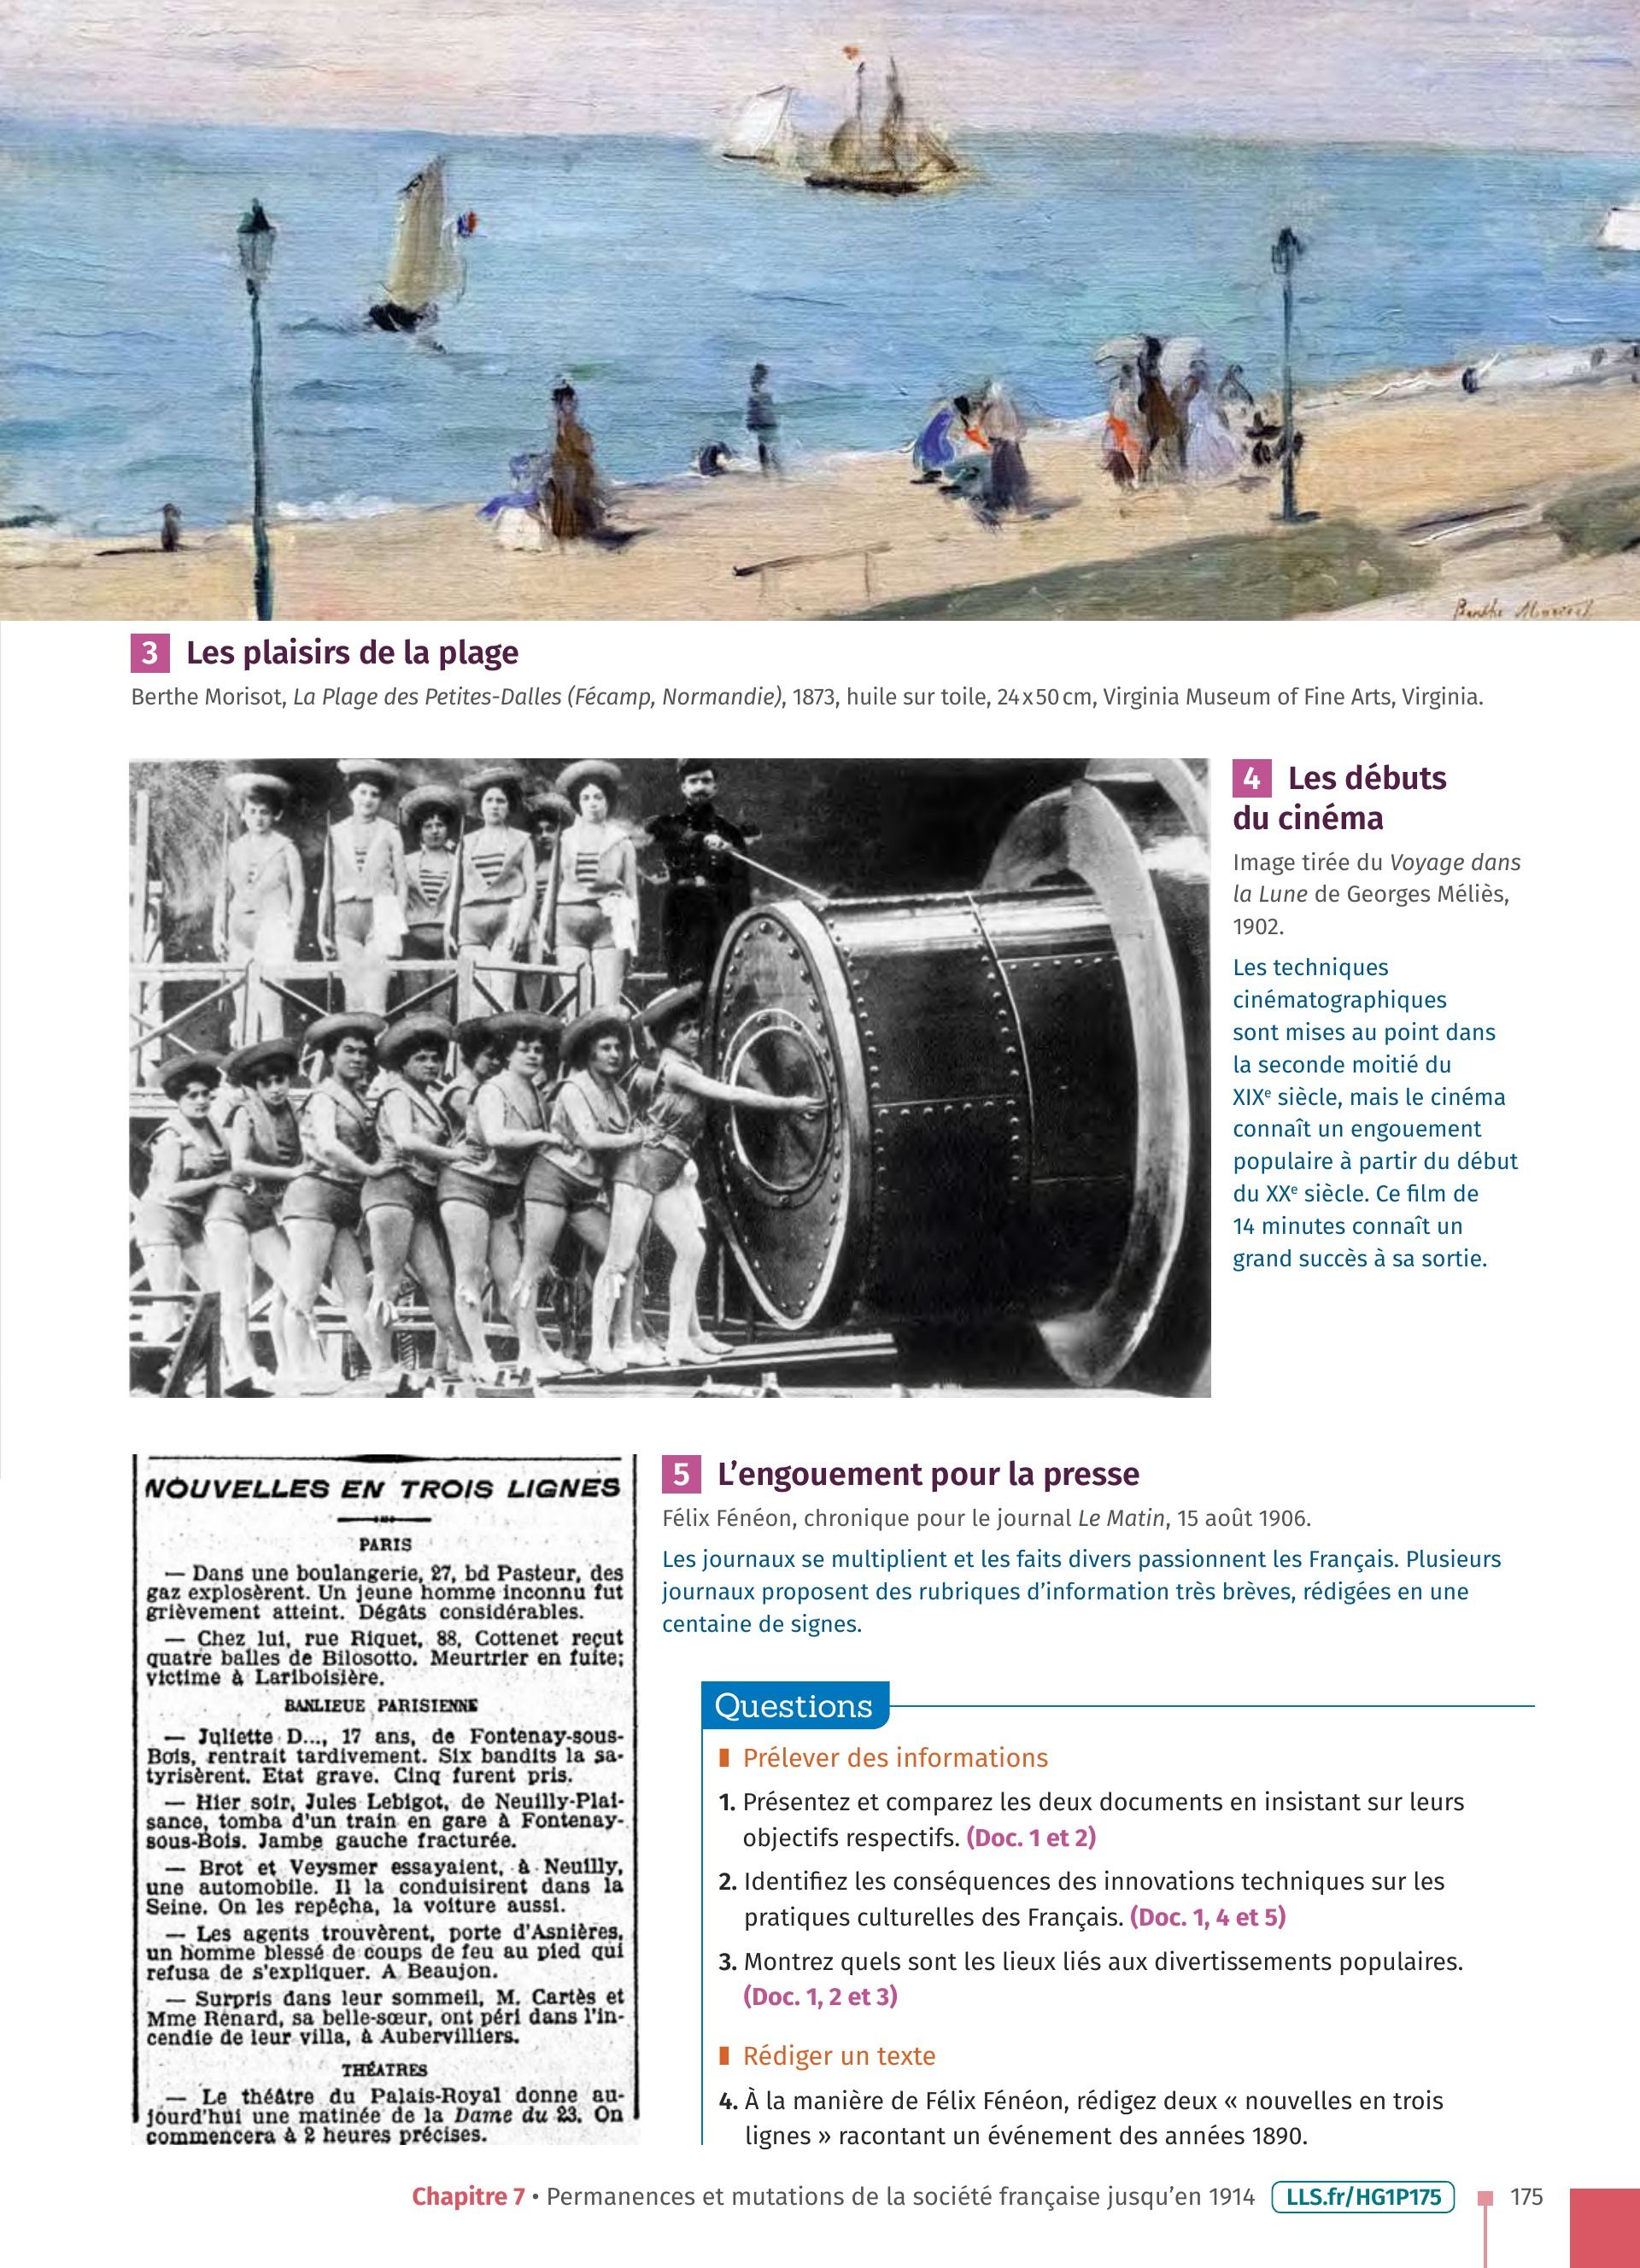 Berthe Morisot
3 Les plaisirs de la plage
Berthe Morisot, La Plage des Petites-Dalles (Fécamp, Normandie), 1873, huile sur toile, 24 x 50 cm, Virginia Museum of Fine Arts, Virginia.
4 Les débuts
du cinéma
Image tirée du Voyage dans
la Lune de Georges Méliès,
1902.
Les techniques
cinématographiques
sont mises au point dans
la seconde moitié du
XIXe siècle, mais le cinéma
connaît un engouement
populaire à partir du début
du XXe siècle. Ce film de
14 minutes connaît un
grand succès à sa sortie.
NOUVELLES EN TROIS LIGNES
PARIS
— Dans une boulangerie, 27, bd Pasteur, des
gaz explosèrent. Un jeune homme inconnu fut
grièvement atteint. Dégâts considérables.
— Chez lui, rue Riquet, 88, Cottenet reçut
quatre balles de Bilosotto. Meurtrier en fuite;
victime à Lariboisière.
BANLIEUE PARISIENNE
— Juliette D..., 17 ans, de Fontenay-sous-
Bois, rentrait tardivement. Six bandits la sa-
tyrisèrent. Etat grave. Cinq furent pris.
— Hier soir, Jules Lebigot, de Neuilly-Plai-
sance, tomba d'un train en gare à Fontenay-
sous-Bois. Jambe gauche fracturée.
— Brot et Veysmer essayaient, à Neuilly,
une automobile. Il la conduisirent dans la
Seine. On les repêcha, la voiture aussi.
— Les agents trouvèrent, porte d'Asnières,
un homme blessé de coups de feu au pied qui
refusa de s'expliquer. A Beaujon.
— Surpris dans leur sommeil, M. Cartès et
Mme Rénard, sa belle-sœur, ont péri dans l'in-
cendie de leur villa, à Aubervilliers.
THÉATRES
— Le théâtre du Palais-Royal donne au-
jourd'hui une matinée de la Dame du 23. On
commencera à 2 heures précises.
5 L'engouement pour la presse
Félix Fénéon, chronique pour le journal Le Matin, 15 août 1906.
Les journaux se multiplient et les faits divers passionnent les Français. Plusieurs
journaux proposent des rubriques d'information très brèves, rédigées en une
centaine de signes.
Questions
Prélever des informations
1. Présentez et comparez les deux documents en insistant sur leurs
objectifs respectifs. (Doc. 1 et 2)
2. Identifiez les conséquences des innovations techniques sur les
pratiques culturelles des Français. (Doc. 1, 4 et 5)
3. Montrez quels sont les lieux liés aux divertissements populaires.
(Doc. 1, 2 et 3)
Rédiger un texte
4. À la manière de Félix Fénéon, rédigez deux « nouvelles en trois
lignes » racontant un événement des années 1890.
Chapitre 7 • Permanences et mutations de la société française jusqu'en 1914 LLS.fr/HG1P175 175